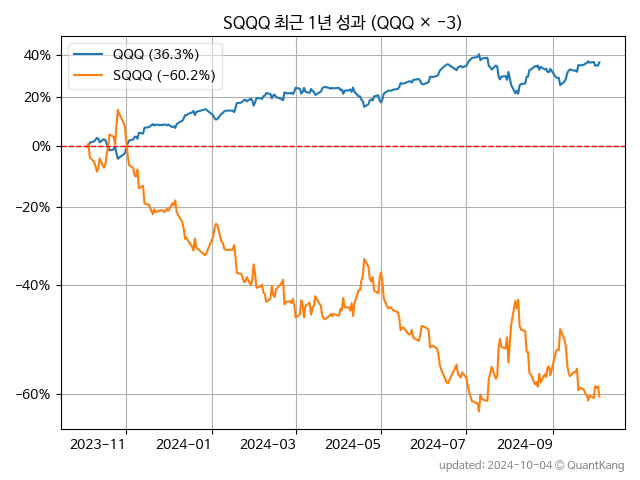 SQQQ 최근 1년 성과 (QQQ × −3)
QQQ (36.3%)
SQQQ (−60.2%)
40%
20%
0%
−20%
−40%
−60%
2023−11 2024−01 2024−03 2024−05 2024−07 2024−09
updated: 2024-10-04 © QuantKang